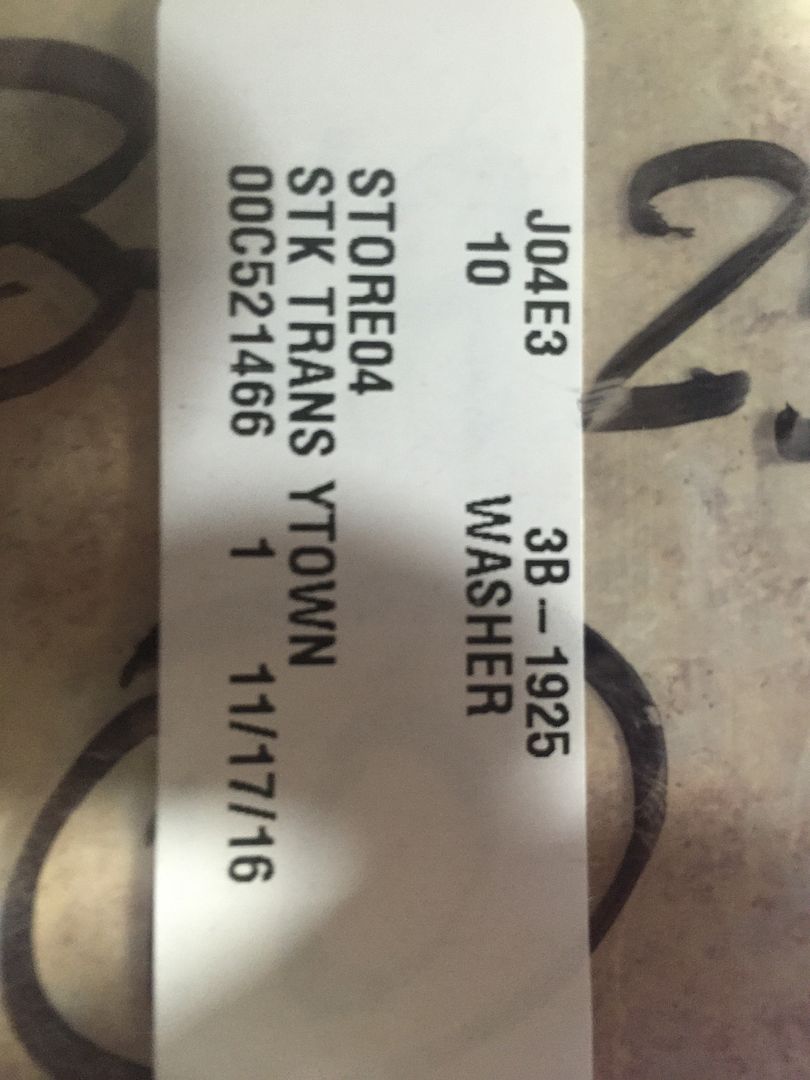 J04E3 3B-1925
10 WASHER
STORE04
STK TRANS YTOWN
00C521466 1 11/17/16